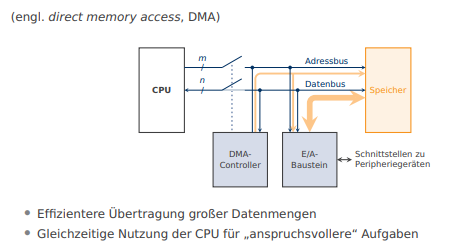 (engl. direct memory access, DMA)
m
Adressbus
CPU
n
Datenbus
Speicher
DMA-
Controller
E/A-
Baustein
Schnittstellen zu
Peripheriegeräten
• Effizientere Übertragung großer Datenmengen
• Gleichzeitige Nutzung der CPU für „anspruchsvollere“ Aufgaben